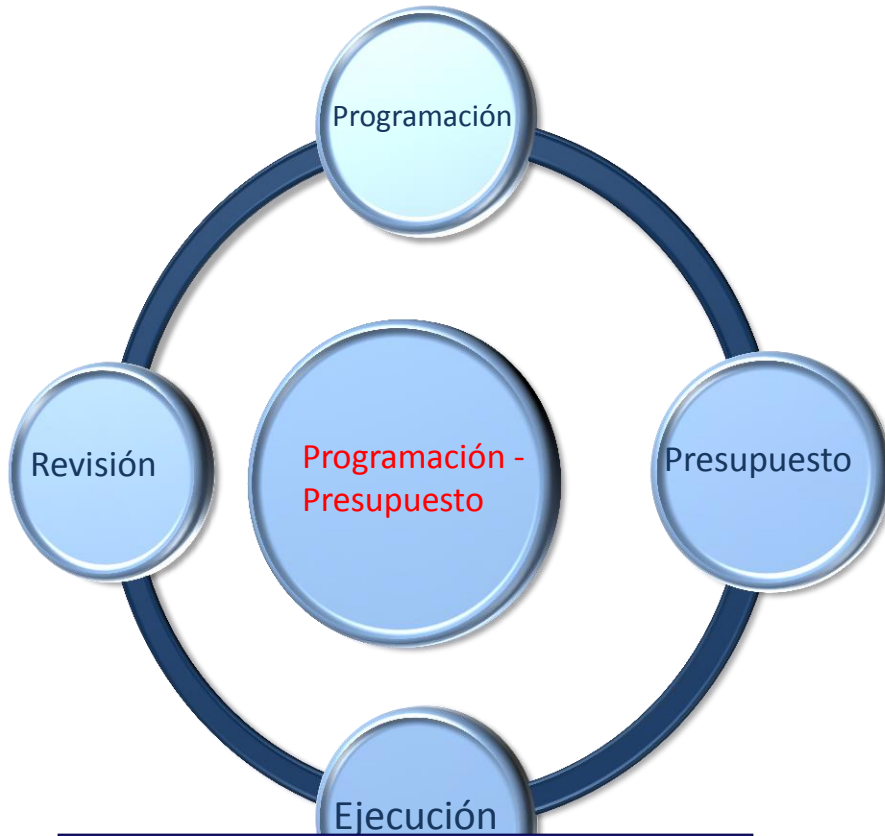 Programación
Revisión
Programación -
Presupuesto
Presupuesto
Ejecución